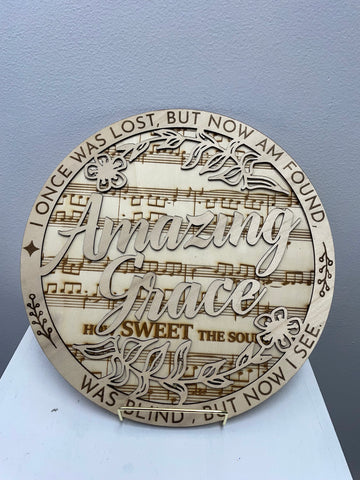 I ONCE WAS LOST, BUT NOW AM FOUND,
Amazing
Grace
SWEET THE SOU
WAS BLIND, BUT NOW I SEE.